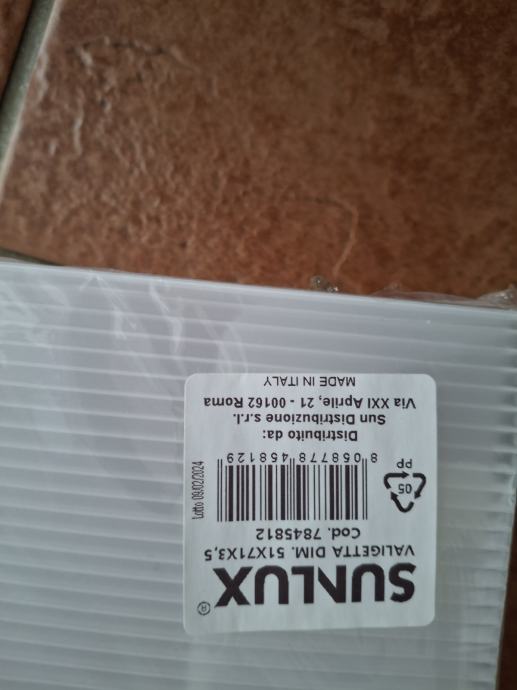 SUNLUX®
VALIGETTA DIM. 51X71X3,5
Cod. 7845812
8 058778 458129
05
PP
Lotto 09/02/2024
Distribuito da:
Sun Distribuzione s.r.l.
Via XXI Aprile, 21 - 00162 Roma
MADE IN ITALY